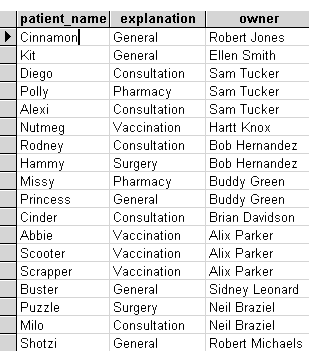 patient_name explanation owner
Cinnamon General Robert Jones
Kit General Ellen Smith
Diego Consultation Sam Tucker
Polly Pharmacy Sam Tucker
Alexi Consultation Sam Tucker
Nutmeg Vaccination Hartt Knox
Rodney Consultation Bob Hernandez
Hammy Surgery Bob Hernandez
Missy Pharmacy Buddy Green
Princess General Buddy Green
Cinder Consultation Brian Davidson
Abbie Vaccination Alix Parker
Scooter Vaccination Alix Parker
Scrapper Vaccination Alix Parker
Buster General Sidney Leonard
Puzzle Surgery Neil Braziel
Milo Consultation Neil Braziel
Shotzi General Robert Michaels